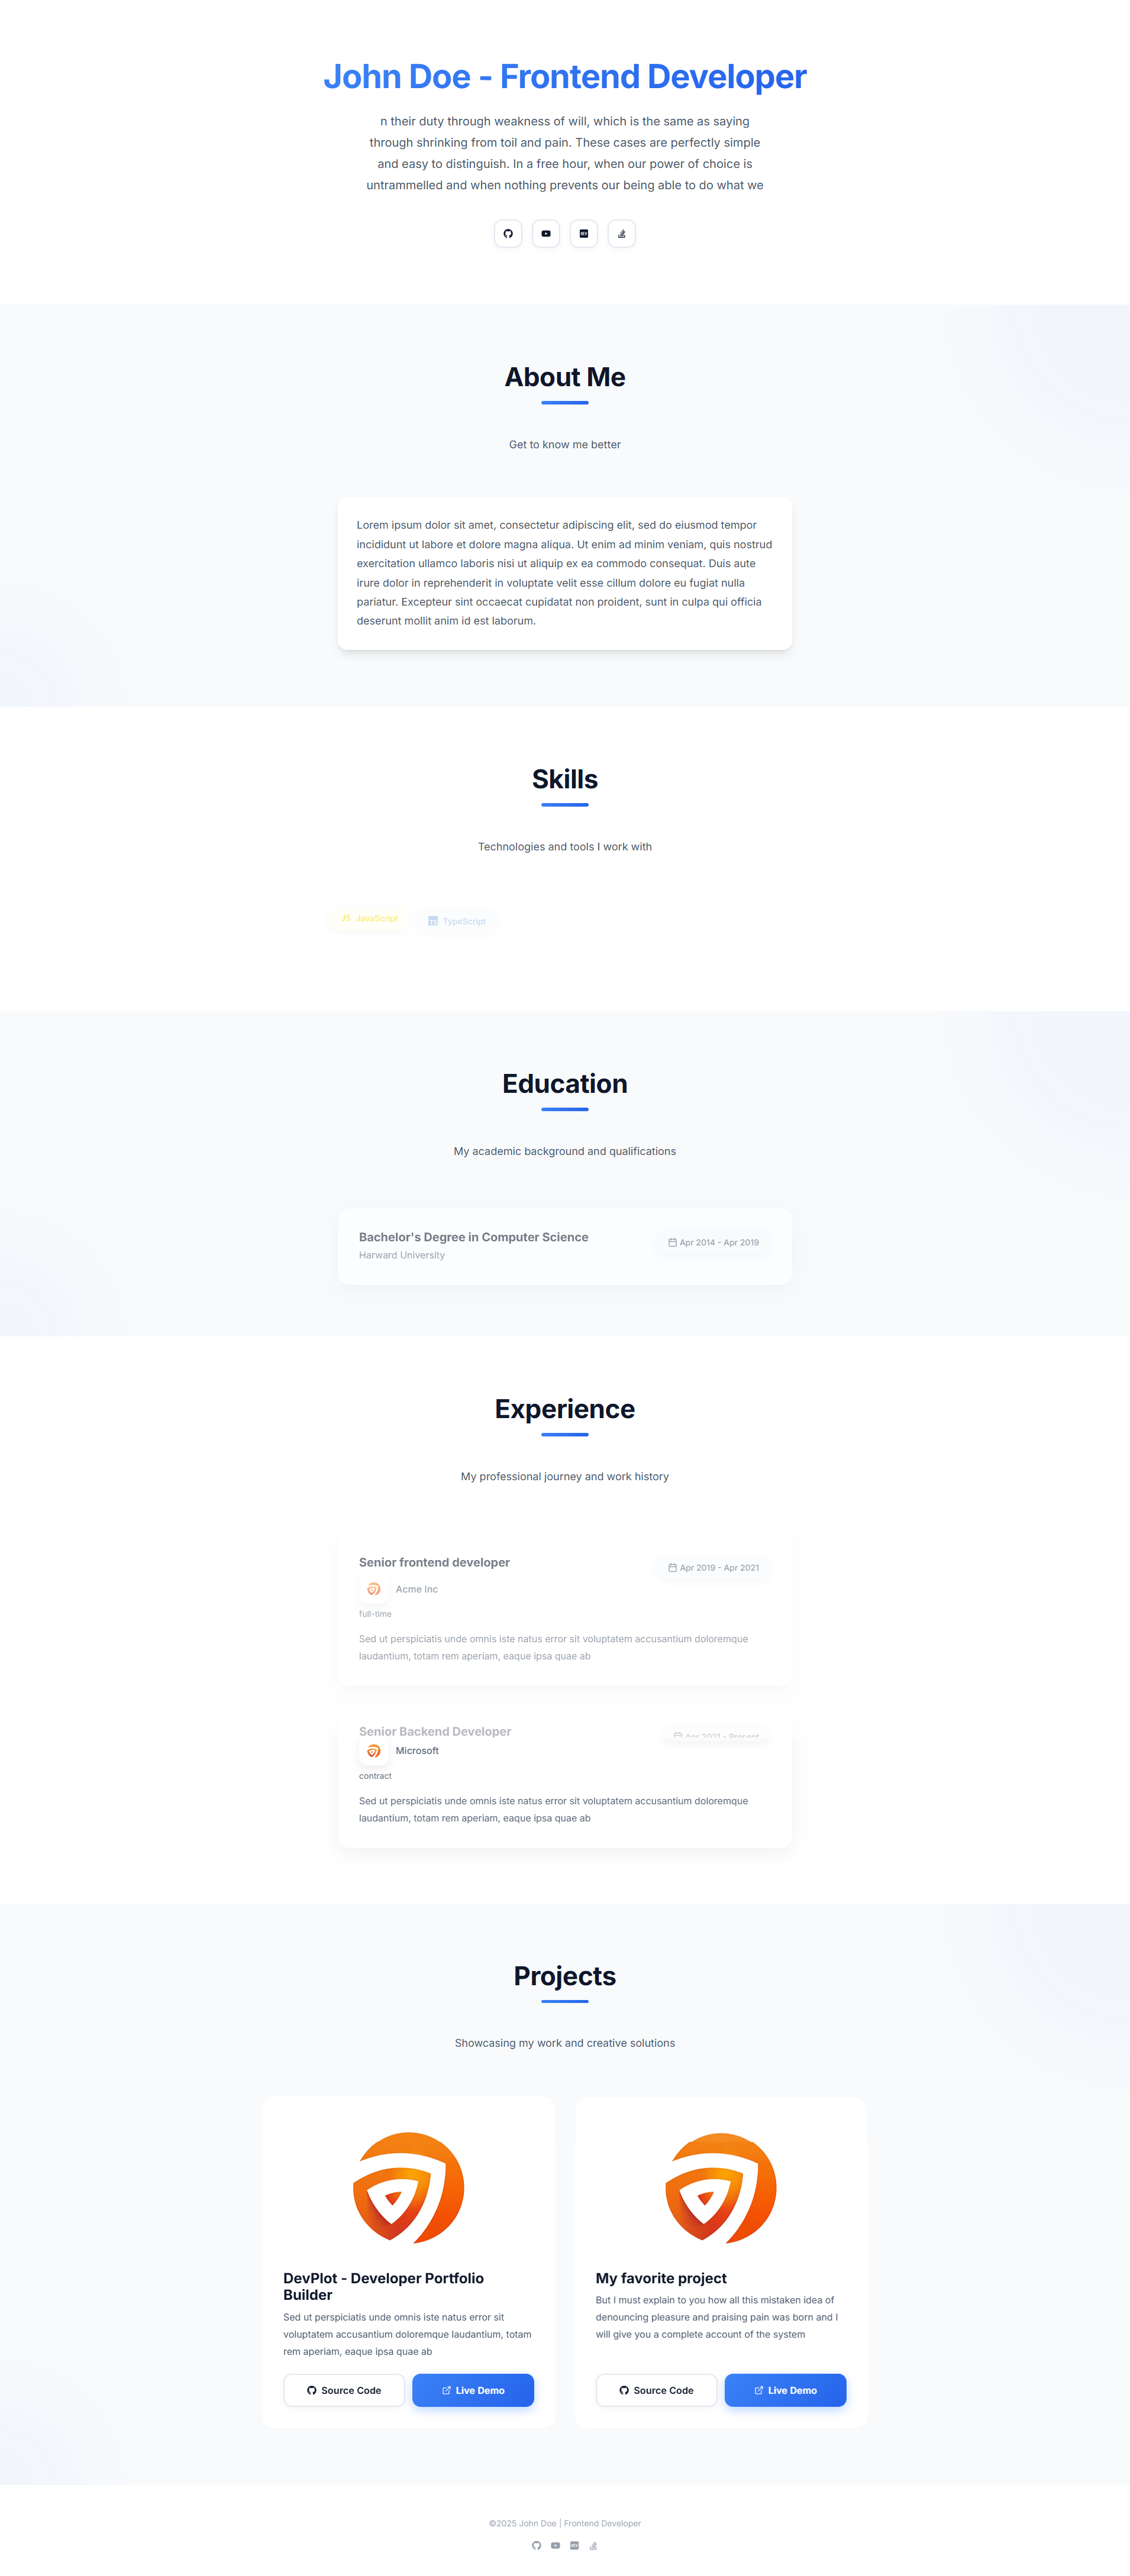 John Doe - Frontend Developer
n their duty through weakness of will, which is the same as saying
through shrinking from toil and pain. These cases are perfectly simple
and easy to distinguish. In a free hour, when our power of choice is
untrammelled and when nothing prevents our being able to do what we
About Me
Get to know me better
Lorem ipsum dolor sit amet, consectetur adipiscing elit, sed do eiusmod tempor
incididunt ut labore et dolore magna aliqua. Ut enim ad minim veniam, quis nostrud
exercitation ullamco laboris nisi ut aliquip ex ea commodo consequat. Duis aute
irure dolor in reprehenderit in voluptate velit esse cillum dolore eu fugiat nulla
pariatur. Excepteur sint occaecat cupidatat non proident, sunt in culpa qui officia
deserunt mollit anim id est laborum.
Skills
Technologies and tools I work with
JS JavaScript
TS TypeScript
Education
My academic background and qualifications
Bachelor's Degree in Computer Science
Apr 2014 - Apr 2019
Harward University
Experience
My professional journey and work history
Senior frontend developer
Apr 2019 - Apr 2021
Acme Inc
full-time
Sed ut perspiciatis unde omnis iste natus error sit voluptatem accusantium doloremque
laudantium, totam rem aperiam, eaque ipsa quae ab
Senior Backend Developer
Apr 2021 - Present
Microsoft
contract
Sed ut perspiciatis unde omnis iste natus error sit voluptatem accusantium doloremque
laudantium, totam rem aperiam, eaque ipsa quae ab
Projects
Showcasing my work and creative solutions
DevPlot - Developer Portfolio
Builder
Sed ut perspiciatis unde omnis iste natus error sit
voluptatem accusantium doloremque laudantium, totam
rem aperiam, eaque ipsa quae ab
Source Code
Live Demo
My favorite project
But I must explain to you how all this mistaken idea of
denouncing pleasure and praising pain was born and I
will give you a complete account of the system
Source Code
Live Demo
©2025 John Doe | Frontend Developer